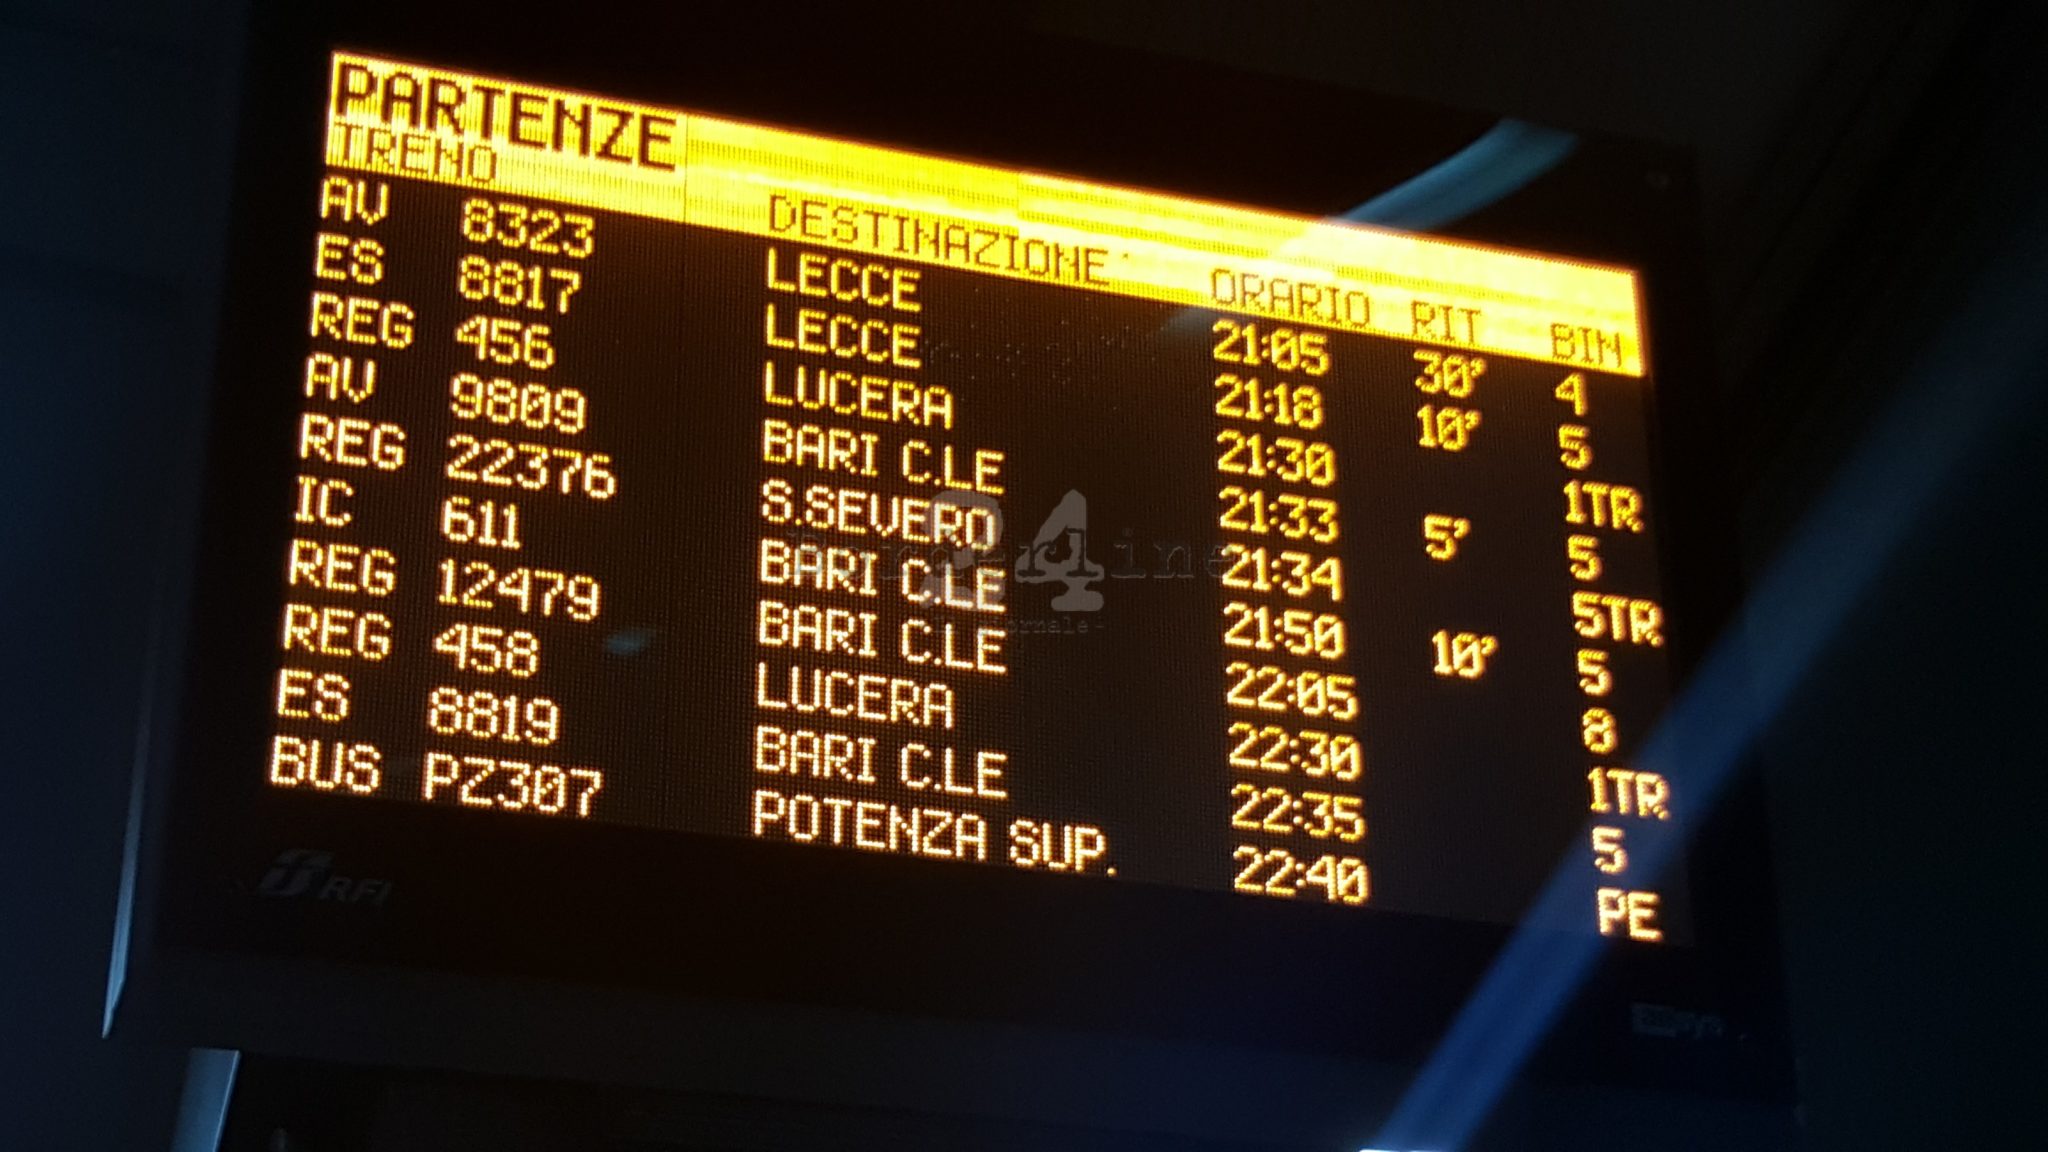 PARTENZE
TRENO DESTINAZIONE ORARIO RIT BIN
AV 8323 LECCE 21:05 30' 4
ES 8817 LECCE 21:18 10' 5
REG 456 LUCERA 21:30 1TR
AV 9809 BARI C.LE 21:33 5' 5
REG 22376 S.SEVERO 21:34 5TR
IC 611 BARI C.LE 21:50 10' 5
REG 12479 BARI C.LE 22:05 8
REG 458 LUCERA 22:30 1TR
ES 8819 BARI C.LE 22:35 5
BUS PZ307 POTENZA SUP. 22:40 PE
RFI
24